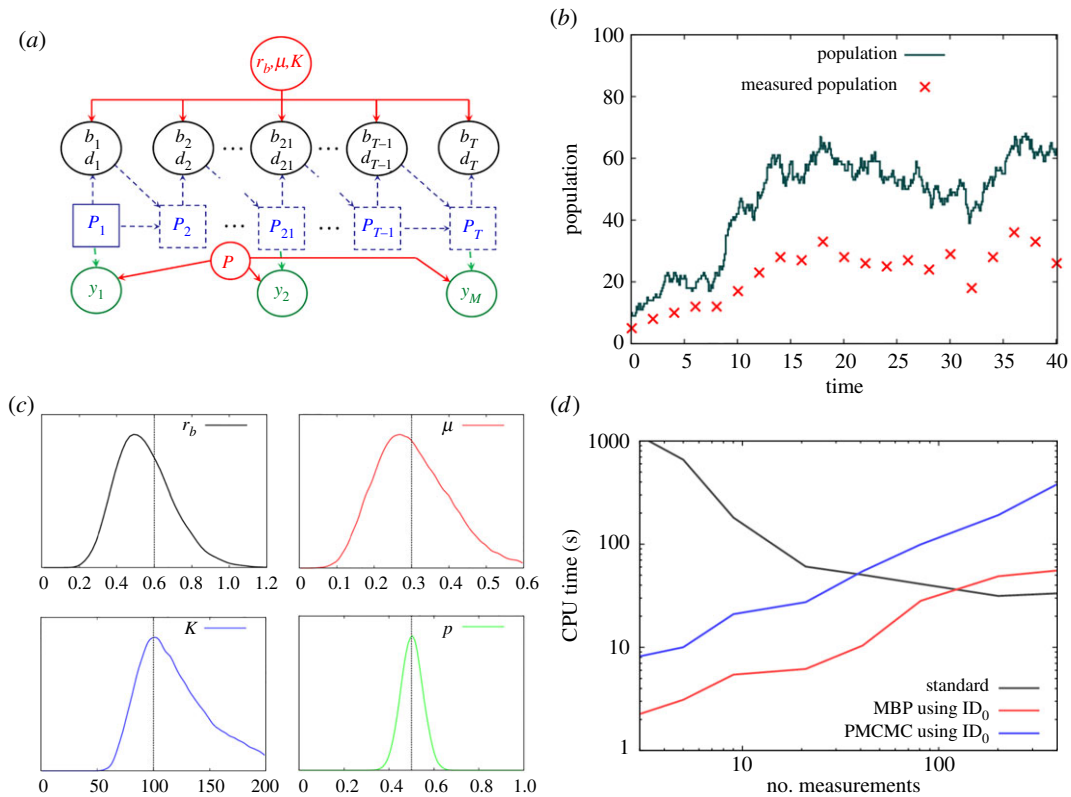 (a)
r_b,μ,K
b_1 b_2 ··· b_21 ··· b_{T–1} b_T
d_1 d_2 d_21 d_{T–1} d_T
P_1 P_2 ··· P_21 ··· P_{T–1} P_T
P
y_1 y_2 y_M
(b)
100
80
60
40
20
0
population
population
measured population
0 5 10 15 20 25 30 35 40
time
(c)
r_b
0 0.2 0.4 0.6 0.8 1.0 1.2
μ
0 0.1 0.2 0.3 0.4 0.5 0.6
K
0 50 100 150 200
p
0 0.2 0.4 0.6 0.8 1.0
(d)
1000
100
10
1
CPU time (s)
standard
MBP using ID_0
PMCMC using ID_0
10 100
no. measurements